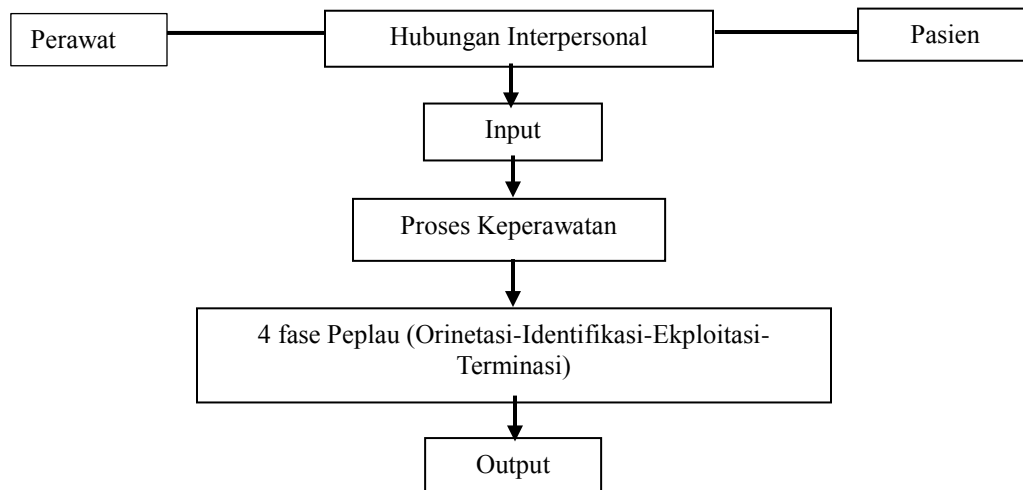 Perawat
Hubungan Interpersonal
Pasien
Input
Proses Keperawatan
4 fase Peplau (Orinetasi-Identifikasi-Ekploitasi-
Terminasi)
Output